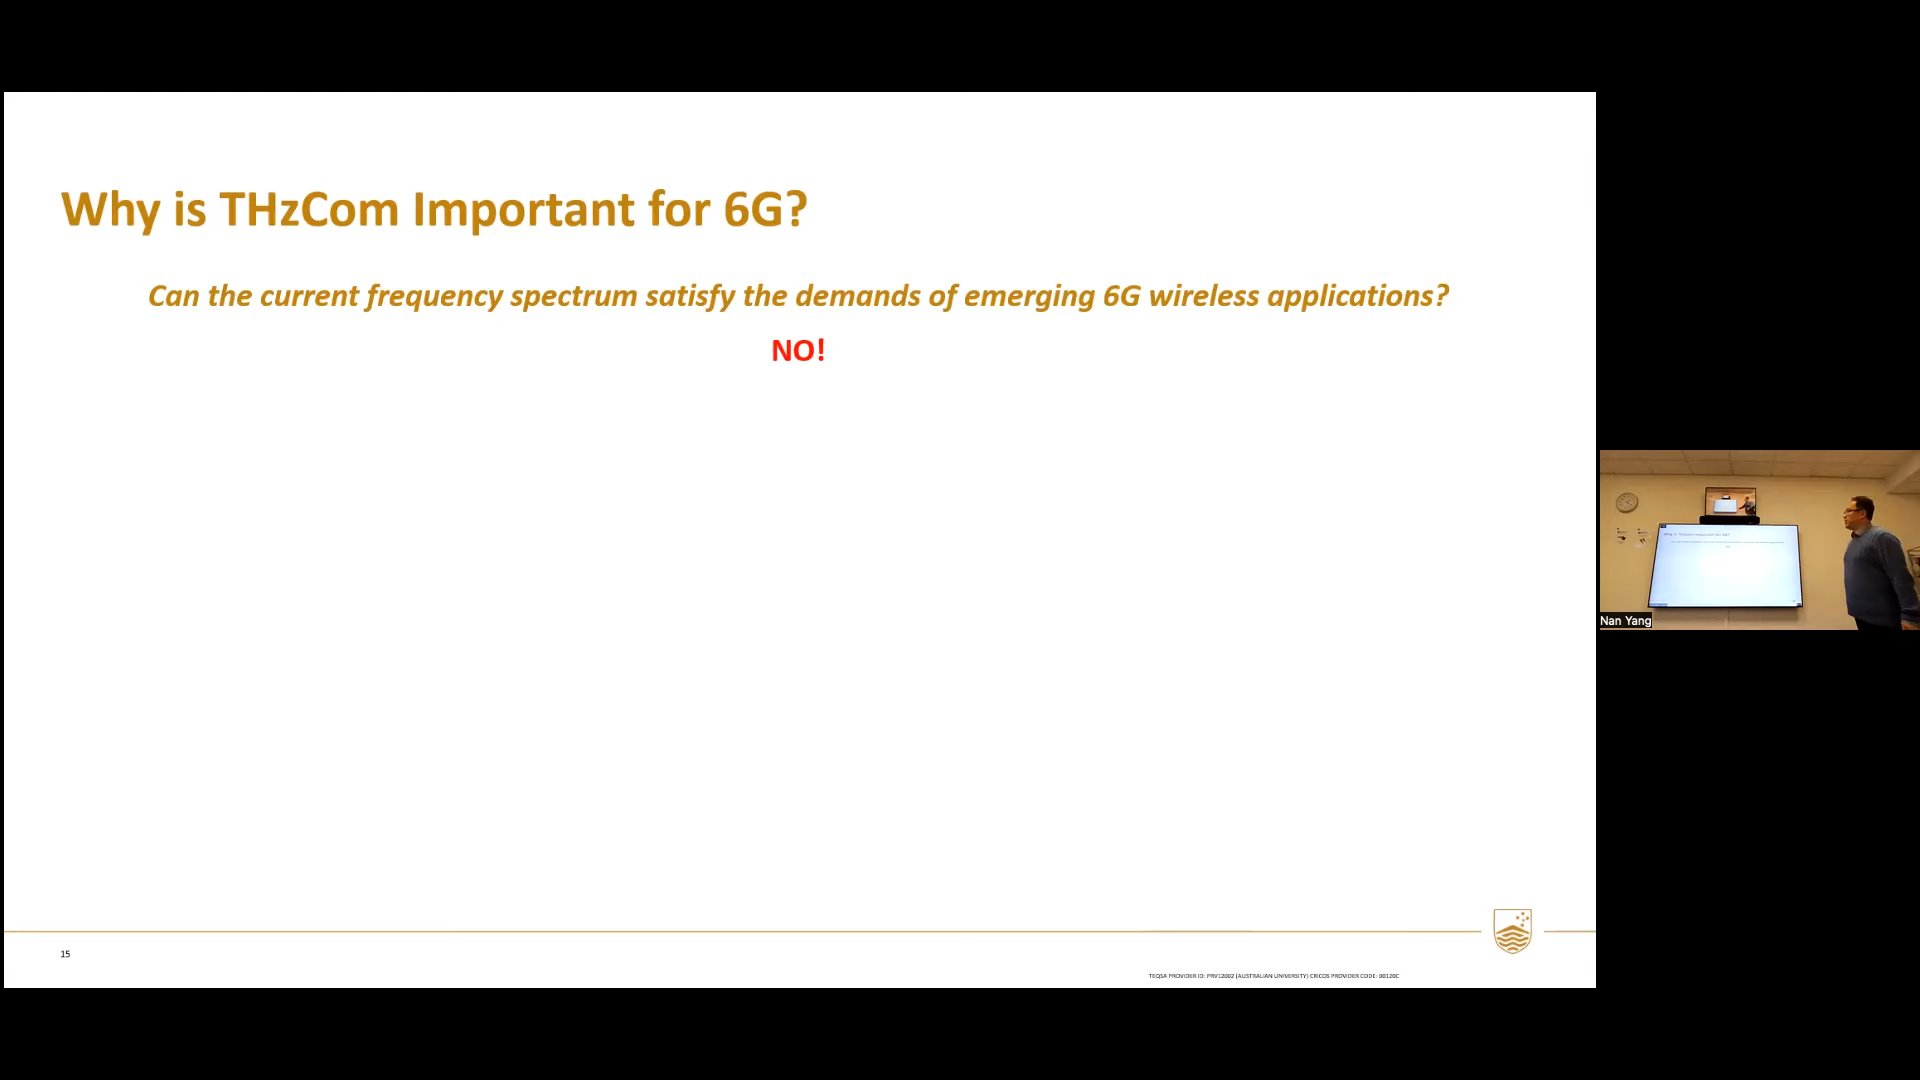 Why is THzCom Important for 6G?
Can the current frequency spectrum satisfy the demands of emerging 6G wireless applications?
NO!
Nan Yang
15
TEQSA PROVIDER ID: PRV12002 (AUSTRALIAN UNIVERSITY) CRICOS PROVIDER CODE: 00120C